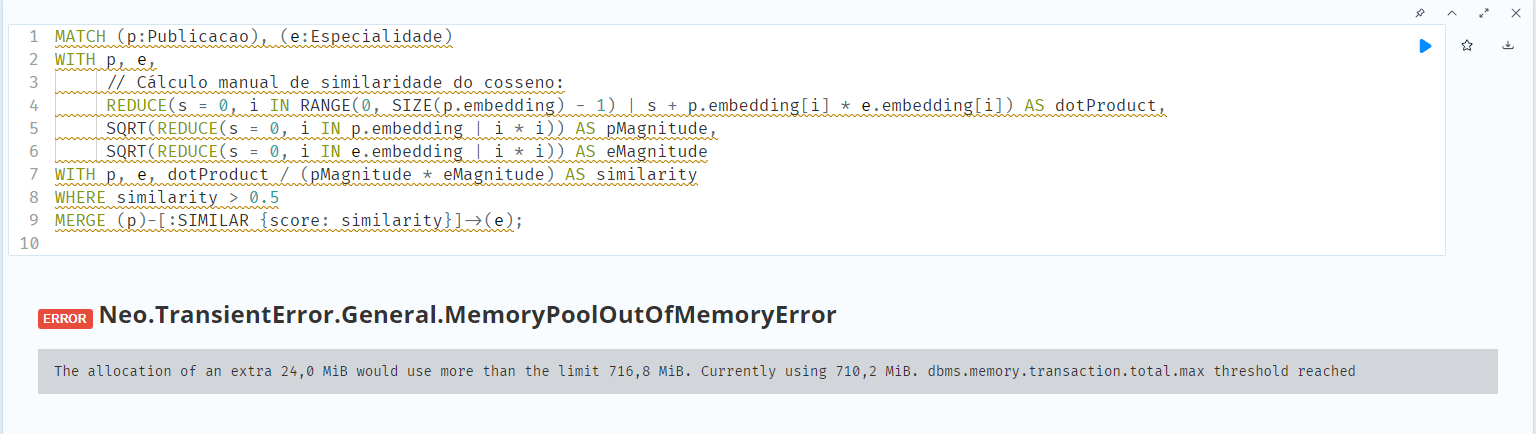 1 MATCH (p:Publicacao), (e:Especialidade)
2 WITH p, e,
3 // Cálculo manual de similaridade do cosseno:
4 REDUCE(s = 0, i IN RANGE(0, SIZE(p.embedding) - 1) | s + p.embedding[i] * e.embedding[i]) AS dotProduct,
5 SQRT(REDUCE(s = 0, i IN p.embedding | i * i)) AS pMagnitude,
6 SQRT(REDUCE(s = 0, i IN e.embedding | i * i)) AS eMagnitude
7 WITH p, e, dotProduct / (pMagnitude * eMagnitude) AS similarity
8 WHERE similarity > 0.5
9 MERGE (p)-[:SIMILAR {score: similarity}]->(e);
10
ERROR Neo.TransientError.General.MemoryPoolOutOfMemoryError
The allocation of an extra 24,0 MiB would use more than the limit 716,8 MiB. Currently using 710,2 MiB. dbms.memory.transaction.total.max threshold reached